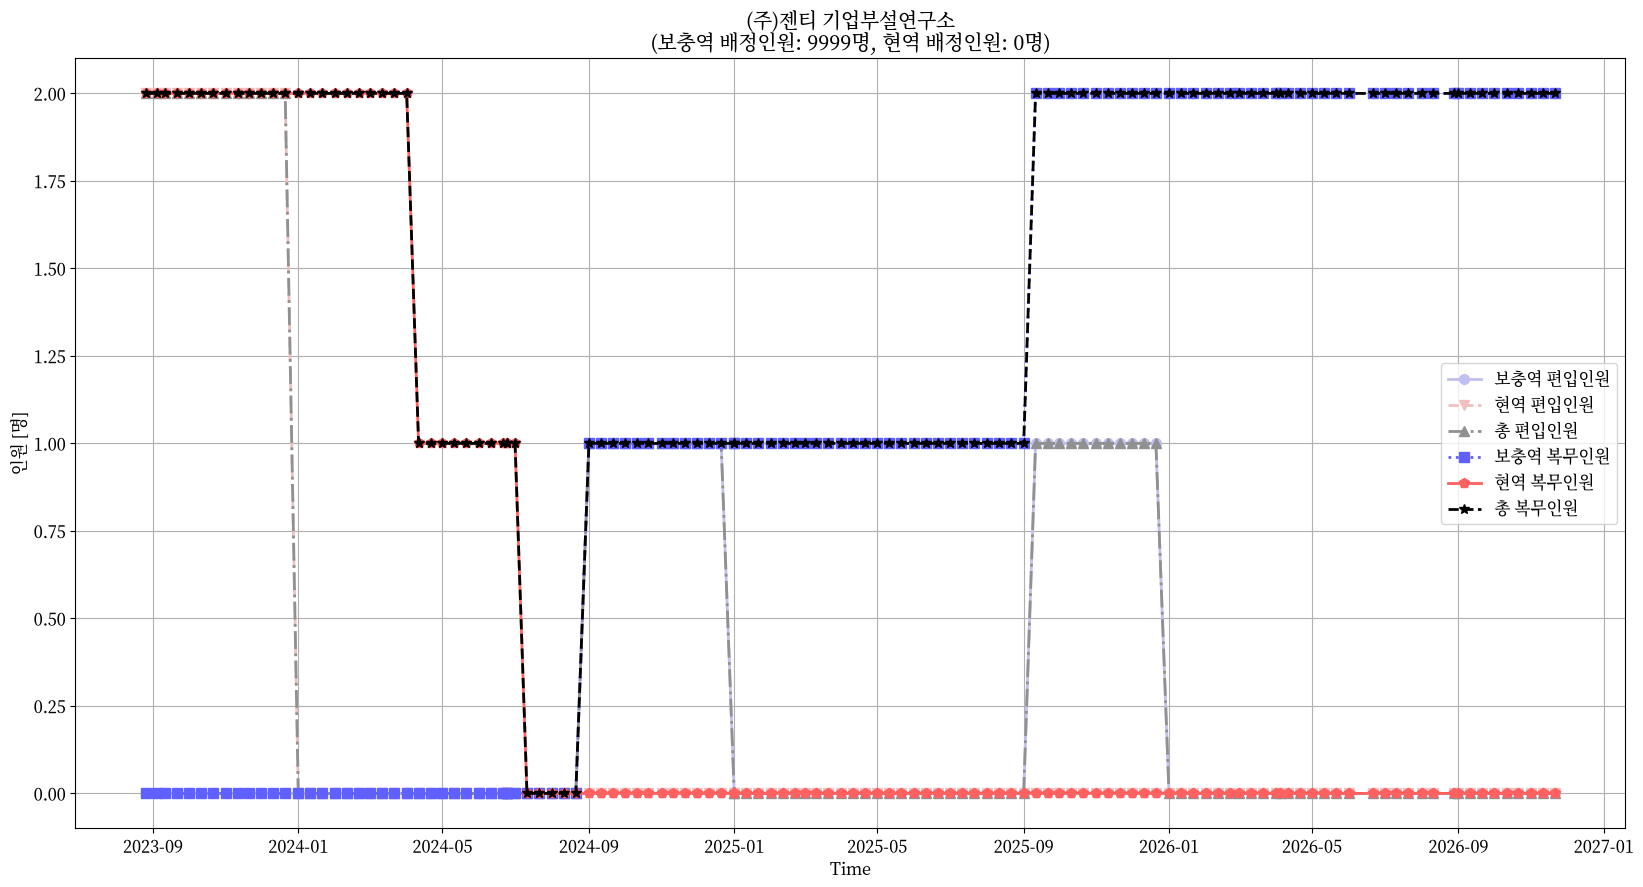 (주)젠티 기업부설연구소
(보충역 배정인원: 9999명, 현역 배정인원: 0명)
인원 [명]
2.00
1.75
1.50
1.25
1.00
0.75
0.50
0.25
0.00
보충역 편입인원
현역 편입인원
총 편입인원
보충역 복무인원
현역 복무인원
총 복무인원
2023-09 2024-01 2024-05 2024-09 2025-01 2025-05 2025-09 2026-01 2026-05 2026-09 2027-01
Time